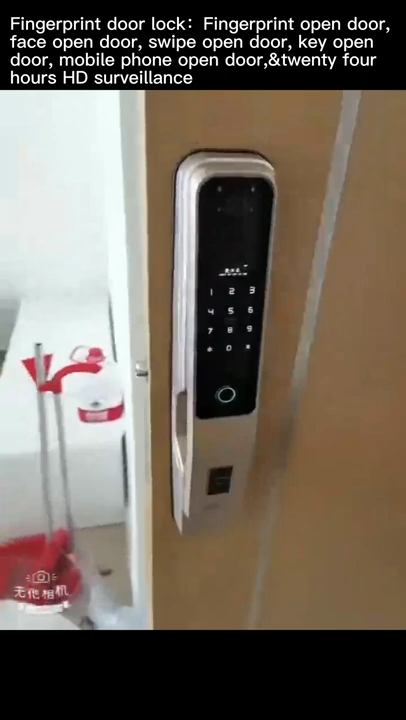 Fingerprint door lock： Fingerprint open door,
face open door, swipe open door, key open
door, mobile phone open door,&twenty four
hours HD surveillance
1 2 3
4 5 6
7 8 9
* 0
无他相机